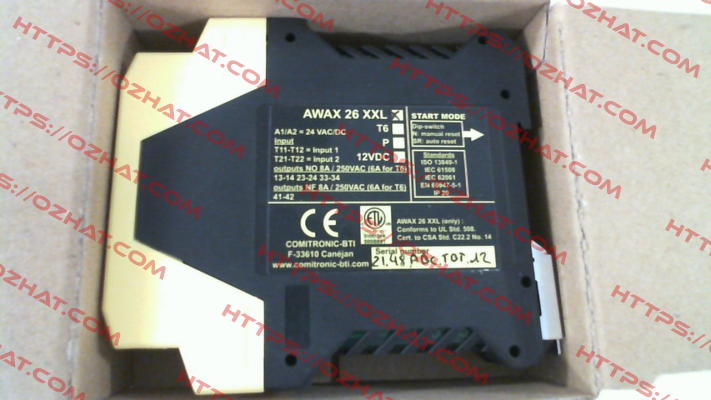 AWAX 26 XXL
T6
A1/A2 = 24 VAC/DC
P
Input
T11-T12 = Input 1
12VDC
T21-T22 = Input 2
outputs NO 8A / 250VAC (6A for T6)
13-14 23-24 33-34
outputs NF 8A / 250VAC (6A for T6)
41-42
START MODE
Dip-switch
N: manual reset
SR: auto reset
Standards
ISO 13849-1
IEC 61508
IEC 62061
EN 60947-5-1
IP 20
CE
ETL
COMITRONIC-BTI
F-33610 Canéjan
www.comitronic-bti.com
AWAX 26 XXL (only) :
Conforms to UL Std. 508.
Cert. to CSA Std. C22.2 No. 14
Serial number
HTTPS://OZHAT.COM